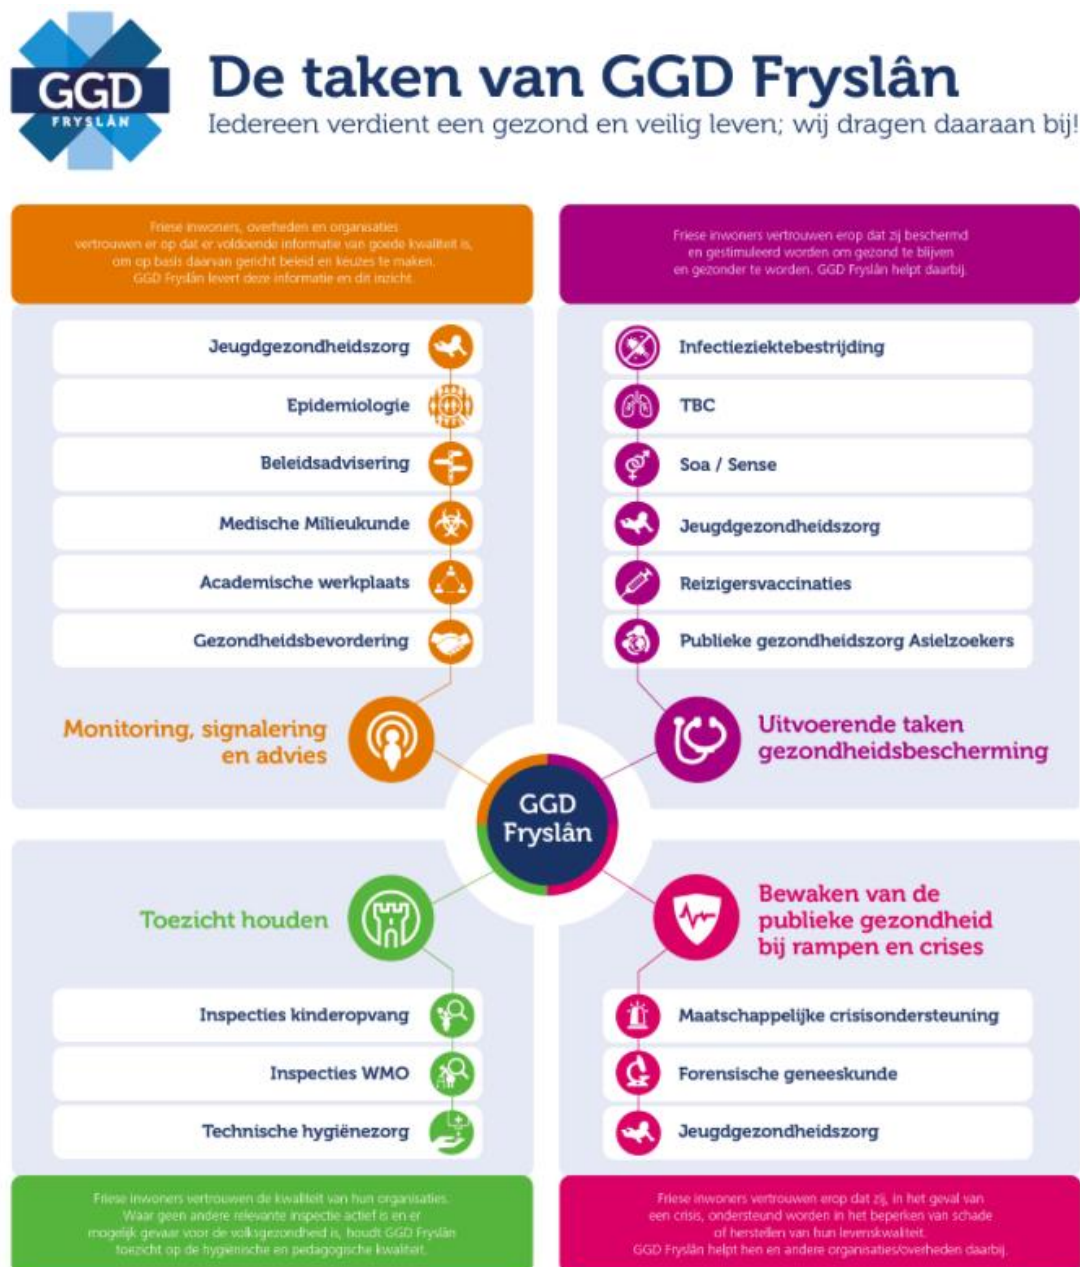 GGD
FRYSLÂN
De taken van GGD Fryslân
Iedereen verdient een gezond en veilig leven; wij dragen daaraan bij!
Friese inwoners, overheden en organisaties
vertrouwen er op dat er voldoende informatie van goede kwaliteit is,
om op basis daarvan gericht beleid en keuzes te maken.
GGD Fryslân levert deze informatie en dit inzicht.
Jeugdgezondheidszorg
Epidemiologie
Beleidsadvisering
Medische Milieukunde
Academische werkplaats
Gezondheidsbevordering
Monitoring, signalering
en advies
Friese inwoners vertrouwen erop dat zij beschermd
en gestimuleerd worden om gezond te blijven
en gezonder te worden. GGD Fryslân helpt daarbij.
Infectieziektebestrijding
TBC
Soa / Sense
Jeugdgezondheidszorg
Reizigersvaccinaties
Publieke gezondheidszorg Asielzoekers
Uitvoerende taken
gezondheidsbescherming
GGD
Fryslân
Toezicht houden
Inspecties kinderopvang
Inspecties WMO
Technische hygiënezorg
Friese inwoners vertrouwen de kwaliteit van hun organisaties.
Waar geen andere relevante inspectie actief is en er
mogelijk gevaar voor de volksgezondheid is, houdt GGD Fryslân
toezicht op de hygiënische en pedagogische kwaliteit.
Bewaken van de
publieke gezondheid
bij rampen en crises
Maatschappelijke crisisondersteuning
Forensische geneeskunde
Jeugdgezondheidszorg
Friese inwoners vertrouwen erop dat zij, in het geval van
een crisis, ondersteund worden in het beperken van schade
of herstellen van hun levenskwaliteit.
GGD Fryslân helpt hen en andere organisaties/overheden daarbij.